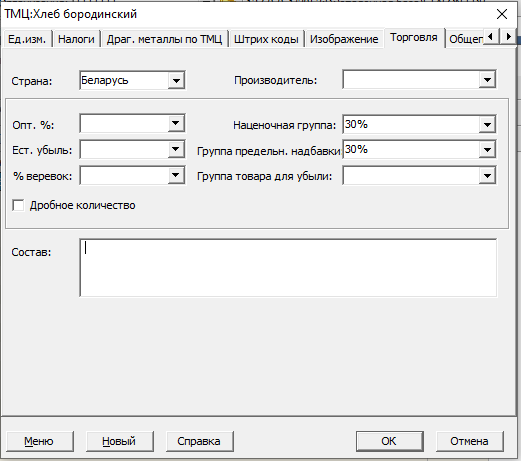 ТМЦ:Хлеб бородинский
Ед.изм. Налоги Драг. металлы по ТМЦ Штрих коды Изображение Торговля Общеп
Страна: Беларусь Производитель:
Опт. %: Наценочная группа: 30%
Ест. убыль: Группа предельн. надбавки 30%
% веревок: Группа товара для убыли:
Дробное количество
Состав:
Меню Новый Справка OK Отмена